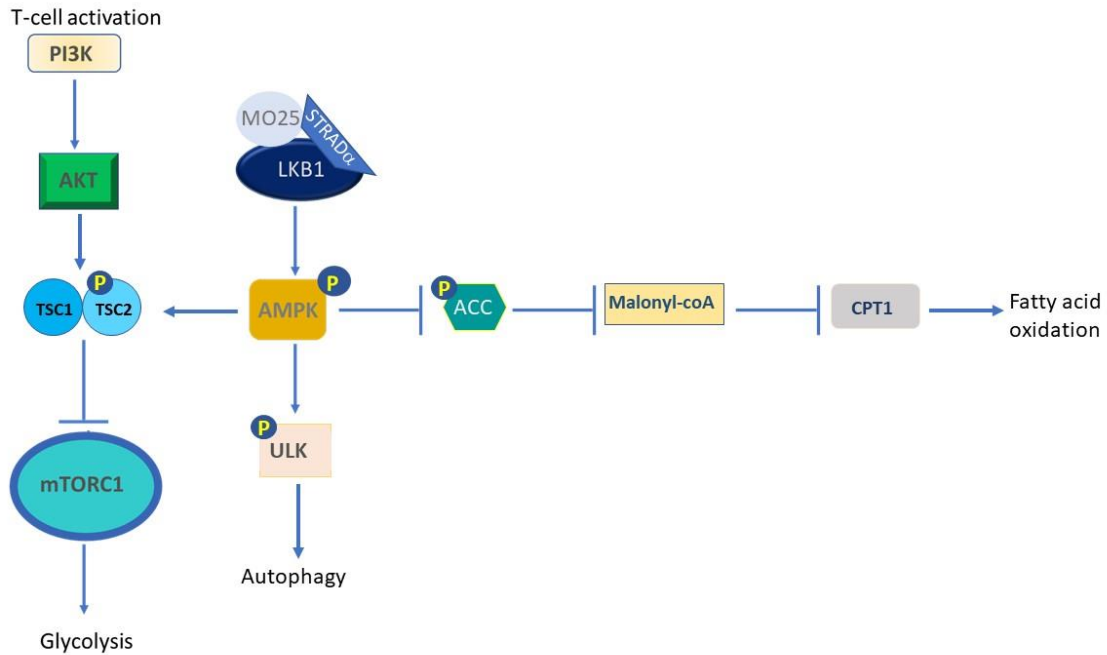 T-cell activation
PI3K
MO25
STRADα
LKB1
AKT
P
TSC1
TSC2
AMPK
P
P
ACC
Malonyl-coA
CPT1
Fatty acid
oxidation
P
ULK
mTORC1
Autophagy
Glycolysis